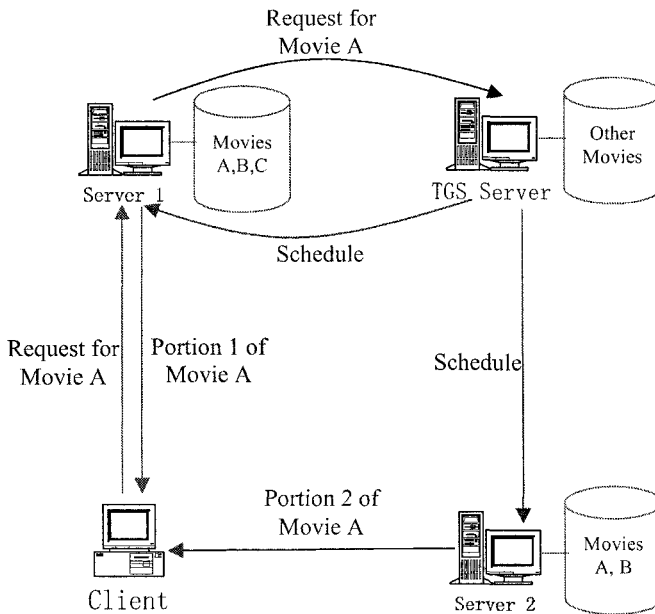 Request for
Movie A
Movies
A,B,C
Other
Movies
Server 1
TGS Server
Schedule
Request for
Movie A
Portion 1 of
Movie A
Schedule
Portion 2 of
Movie A
Movies
A, B
Client
Server 2